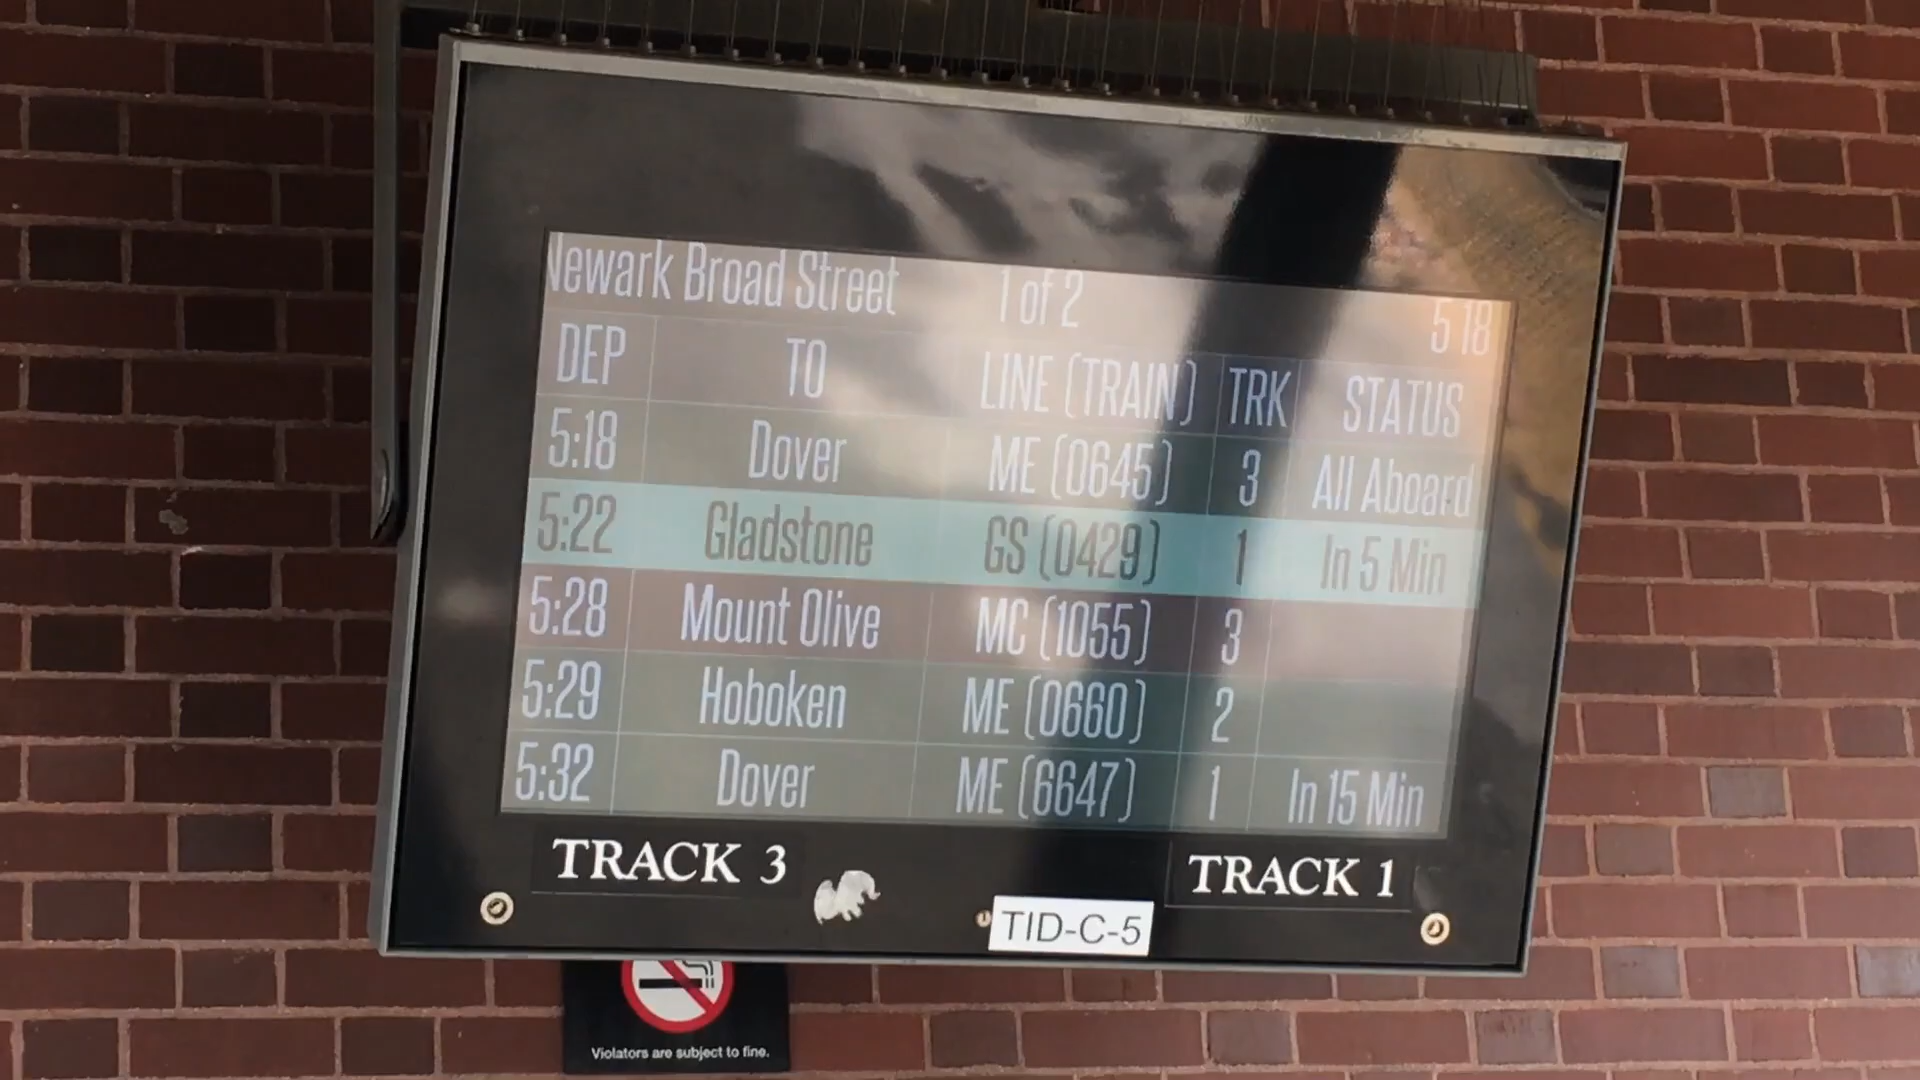 Newark Broad Street 1 of 2 5 18
DEP TO LINE (TRAIN) TRK STATUS
5:18 Dover ME (0645) 3 All Aboard
5:22 Gladstone GS (0429) 1 In 5 Min
5:28 Mount Olive MC (1055) 3
5:29 Hoboken ME (0660) 2
5:32 Dover ME (6647) 1 In 15 Min
TRACK 3 TRACK 1
TID-C-5
Violators are subject to fine.